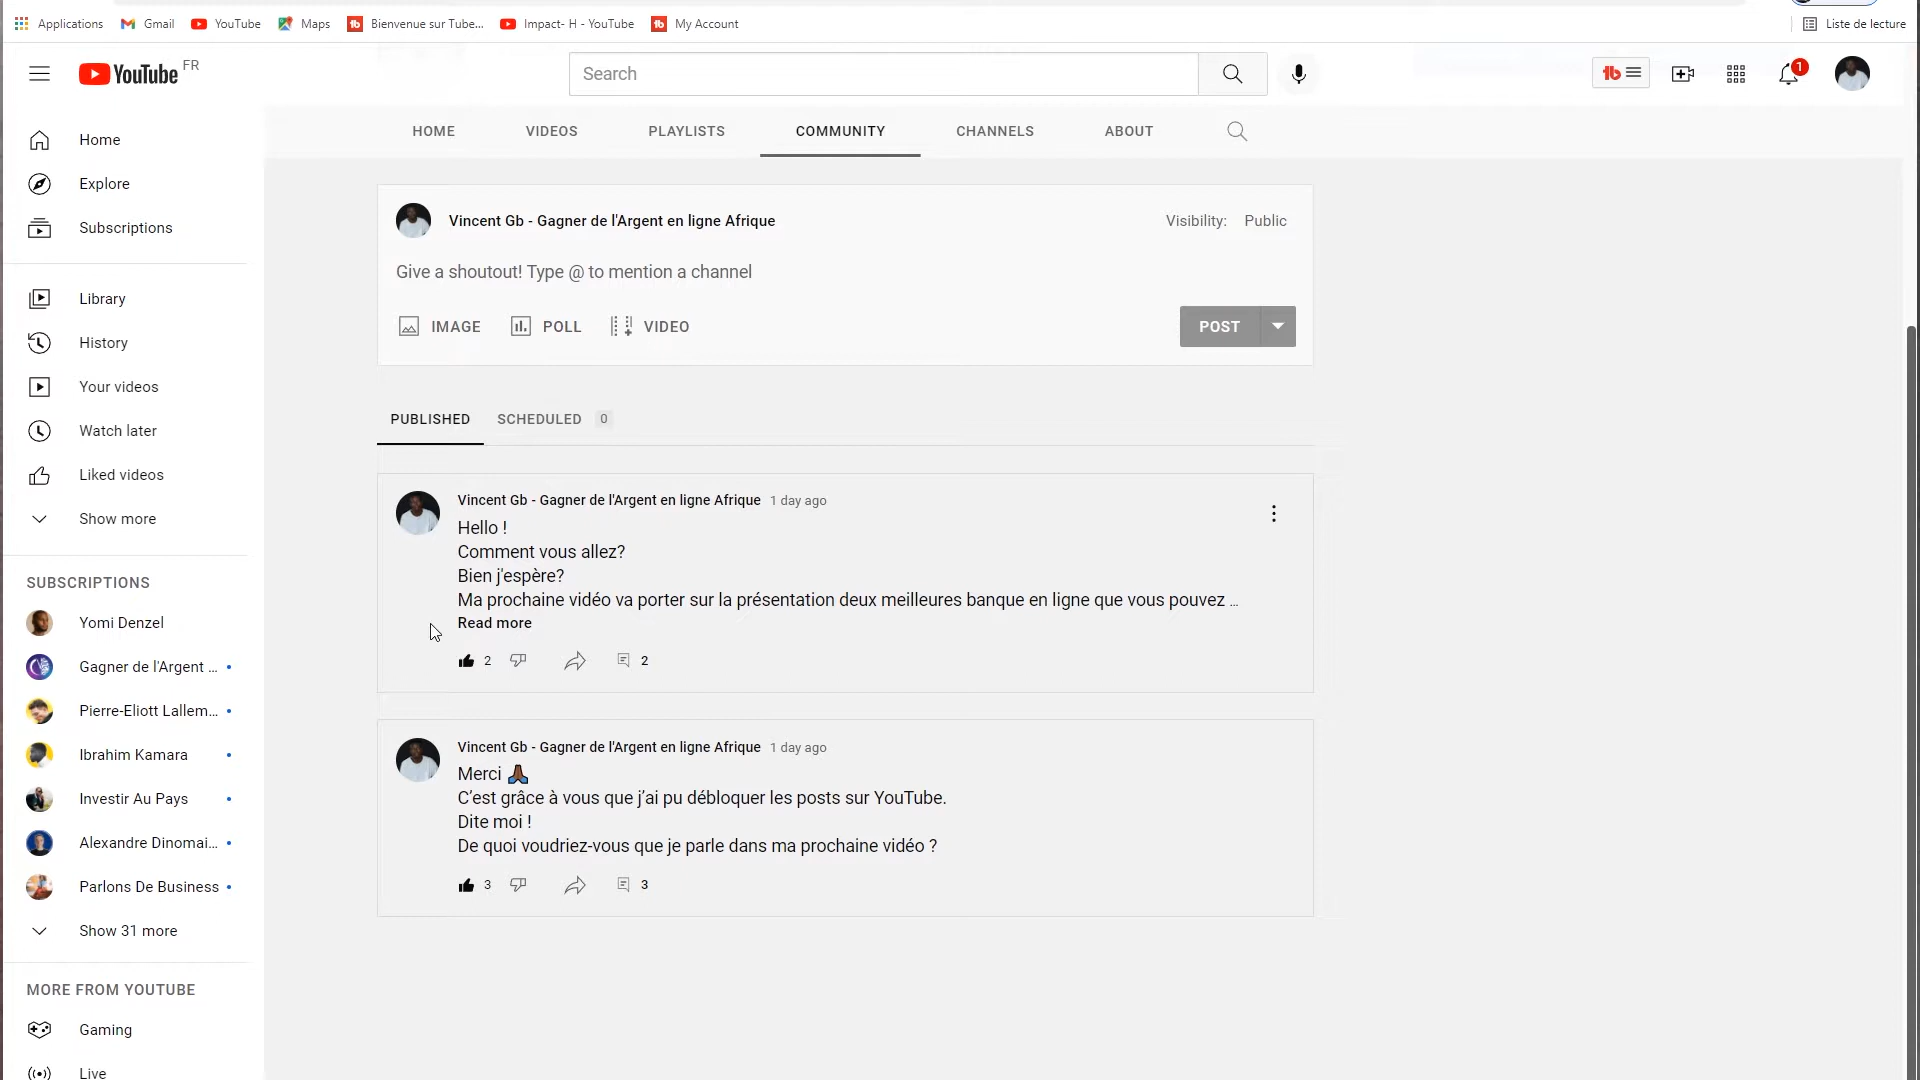 Applications
Gmail
YouTube
Maps
Bienvenue sur Tube...
Impact- H - YouTube
My Account
Liste de lecture
YouTube FR
Search
1
HOME
VIDEOS
PLAYLISTS
COMMUNITY
CHANNELS
ABOUT
Home
Explore
Subscriptions
Library
History
Your videos
Watch later
Liked videos
Show more
SUBSCRIPTIONS
Yomi Denzel
Gagner de l'Argent ...
Pierre-Eliott Lallem...
Ibrahim Kamara
Investir Au Pays
Alexandre Dinomai...
Parlons De Business
Show 31 more
MORE FROM YOUTUBE
Gaming
Live
Vincent Gb - Gagner de l'Argent en ligne Afrique
Visibility: Public
Give a shoutout! Type @ to mention a channel
IMAGE
POLL
VIDEO
POST
PUBLISHED
SCHEDULED 0
Vincent Gb - Gagner de l'Argent en ligne Afrique 1 day ago
Hello !
Comment vous allez?
Bien j'espère?
Ma prochaine vidéo va porter sur la présentation deux meilleures banque en ligne que vous pouvez ...
Read more
2
2
Vincent Gb - Gagner de l'Argent en ligne Afrique 1 day ago
Merci 🙏🏾
C’est grâce à vous que j’ai pu débloquer les posts sur YouTube.
Dite moi !
De quoi voudriez-vous que je parle dans ma prochaine vidéo ?
3
3